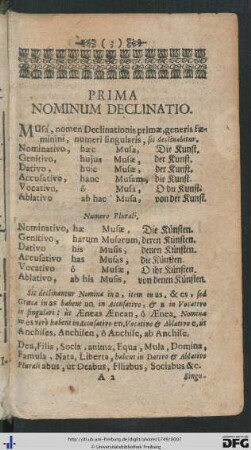 ( 3 )
PRIMA
NOMINUM DECLINATIO.
Musa, nomen Declinationis primæ, generis fæ-
minini, numeri singularis, sic declinabitur.
Nominativo, hæc Musa, Die Kunst.
Genitivo, hujus Musæ, der Kunst.
Dativo, huic Musæ, der Kunst.
Accusativo, hanc Musam, die Kunst.
Vocativo, ô Musa, O du Kunst.
Ablativo ab hac Musa, von der Kunst.
Numero Plurali,
Nominativo, hæ Musæ, Die Künsten.
Genitivo, harum Musarum, deren Künsten.
Dativo his Musis, denen Künsten.
Accusativo has Musas, die Künsten.
Vocativo ô Musæ, O ihr Künsten.
Ablativo ab his Musis, von denen Künsten.
Sic declinantur Nomina in a, item in as, & es, sed
Græca in as habent an, in Accusativo, & a in Vocativo
in singulari; ut Æneas Ænean, ô Ænea, Nomina
in es verò habent in Accusativo en, Vocativo & Ablativo e, ut
Anchises, Anchisen, ô Anchise, ab Anchise.
Dea, Filia, Socia, anima, Equa, Mula, Domina,
Famula, Nata, Liberta, habent in Dativo & Ablativo
Plurali abus, ut Deabus, Filiabus, Sociabus &c.
A 2 Singu-